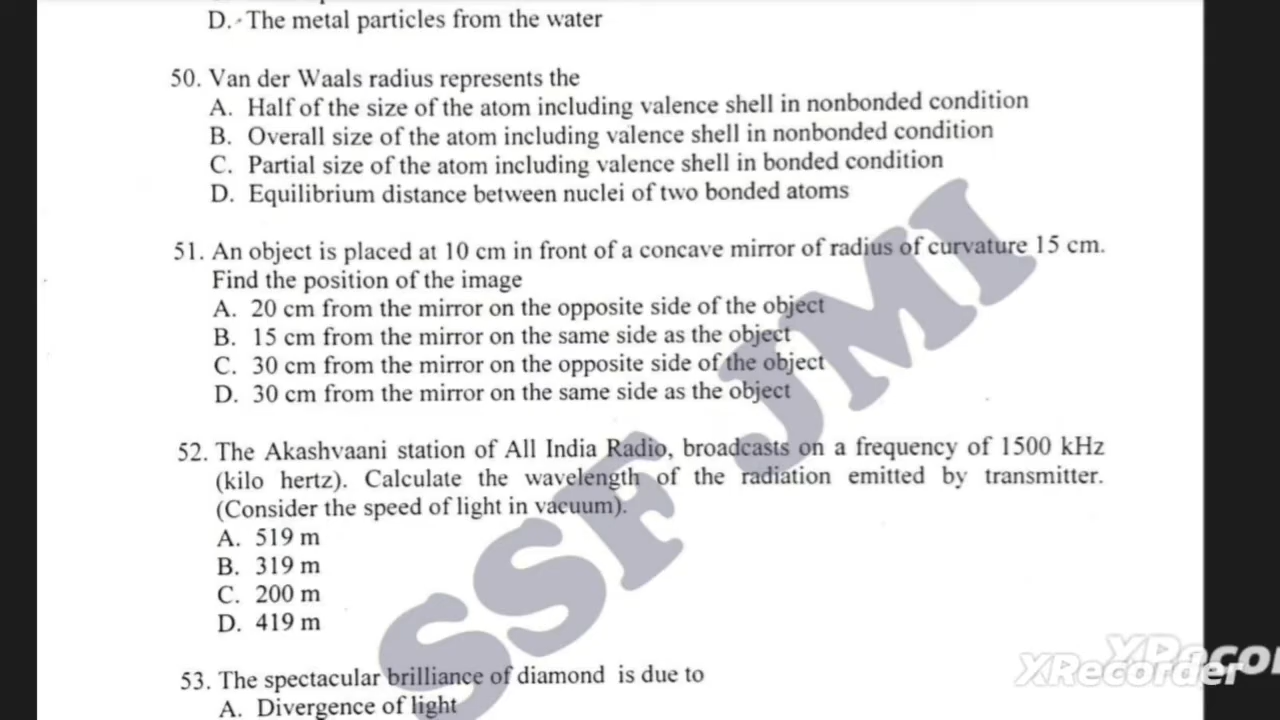 D. The metal particles from the water
50. Van der Waals radius represents the
A. Half of the size of the atom including valence shell in nonbonded condition
B. Overall size of the atom including valence shell in nonbonded condition
C. Partial size of the atom including valence shell in bonded condition
D. Equilibrium distance between nuclei of two bonded atoms
51. An object is placed at 10 cm in front of a concave mirror of radius of curvature 15 cm.
Find the position of the image
A. 20 cm from the mirror on the opposite side of the object
B. 15 cm from the mirror on the same side as the object
C. 30 cm from the mirror on the opposite side of the object
D. 30 cm from the mirror on the same side as the object
52. The Akashvaani station of All India Radio, broadcasts on a frequency of 1500 kHz
(kilo hertz). Calculate the wavelength of the radiation emitted by transmitter.
(Consider the speed of light in vacuum).
A. 519 m
B. 319 m
C. 200 m
D. 419 m
53. The spectacular brilliance of diamond is due to
A. Divergence of light
SSF JMI
XRecorder